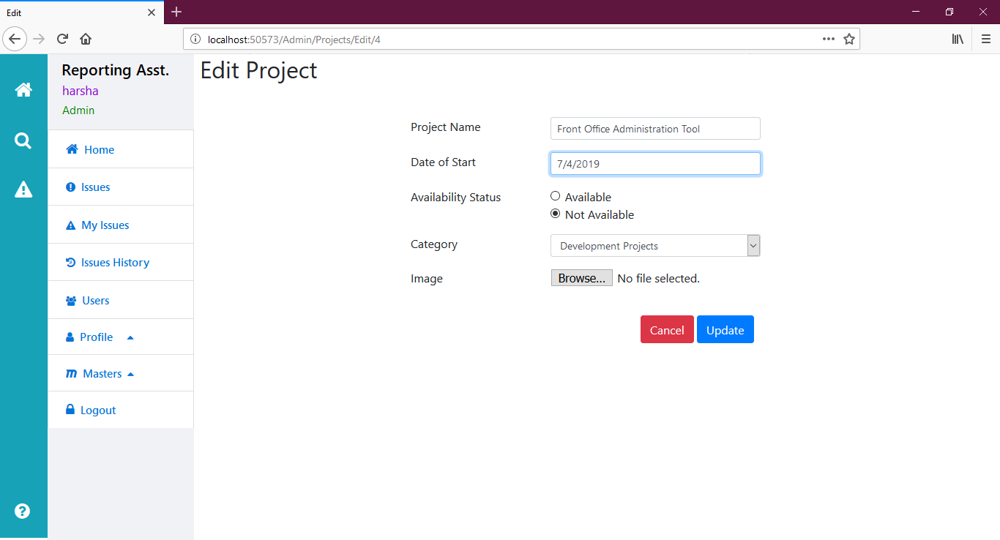 Edit
localhost:50573/Admin/Projects/Edit/4
Reporting Asst.
harsha
Admin
Home
Issues
My Issues
Issues History
Users
Profile
Masters
Logout
Edit Project
Project Name Front Office Administration Tool
Date of Start 7/4/2019
Availability Status Available
Not Available
Category Development Projects
Image Browse... No file selected.
Cancel Update